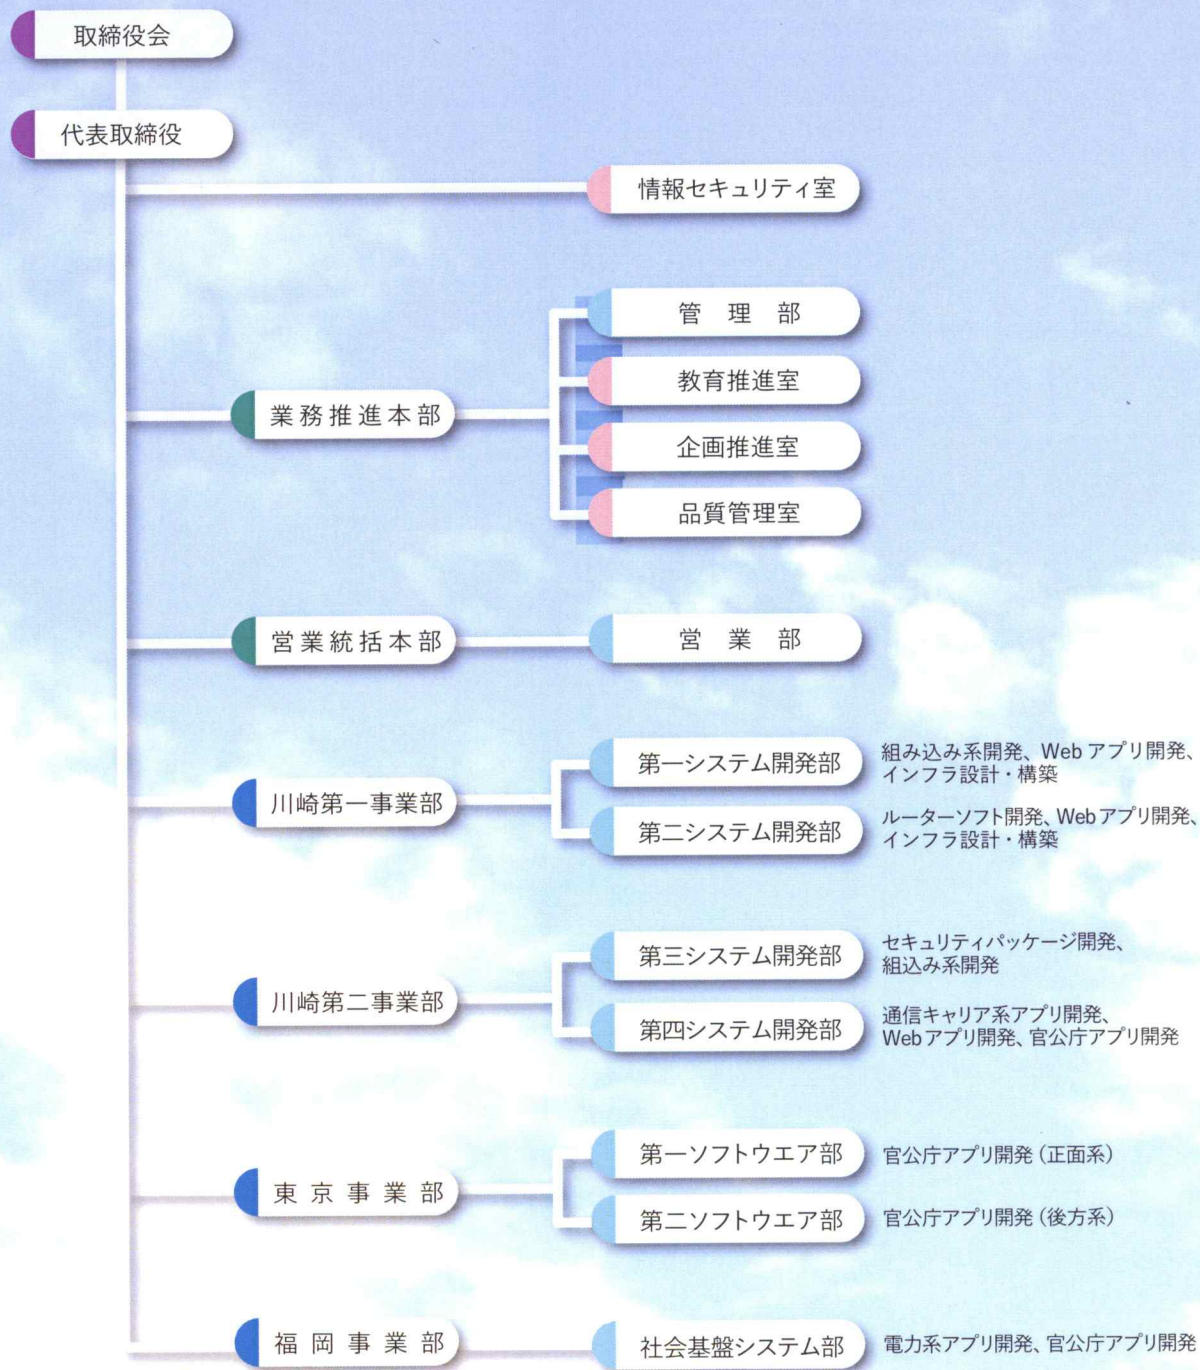 取締役会
代表取締役
情報セキュリティ室
管理部
教育推進室
業務推進本部
企画推進室
品質管理室
営業統括本部
営業部
川崎第一事業部
第一システム開発部
組み込み系開発、Webアプリ開発、
インフラ設計・構築
第二システム開発部
ルーターソフト開発、Webアプリ開発、
インフラ設計・構築
川崎第二事業部
第三システム開発部
セキュリティパッケージ開発、
組込み系開発
第四システム開発部
通信キャリア系アプリ開発、
Webアプリ開発、官公庁アプリ開発
東京事業部
第一ソフトウエア部
官公庁アプリ開発(正面系)
第二ソフトウエア部
官公庁アプリ開発(後方系)
福岡事業部
社会基盤システム部
電力系アプリ開発、官公庁アプリ開発